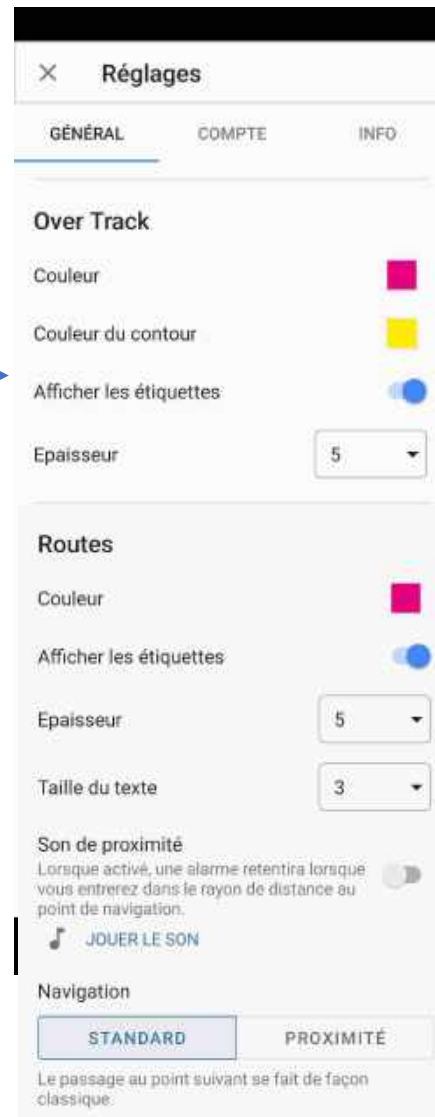 Réglages
GÉNÉRAL COMPTE INFO
Over Track
Couleur
Couleur du contour
Afficher les étiquettes
Epaisseur 5
Routes
Couleur
Afficher les étiquettes
Epaisseur 5
Taille du texte 3
Son de proximité
Lorsque activé, une alarme retentira lorsque
vous entrerez dans le rayon de distance au
point de navigation.
JOUER LE SON
Navigation
STANDARD PROXIMITÉ
Le passage au point suivant se fait de façon
classique